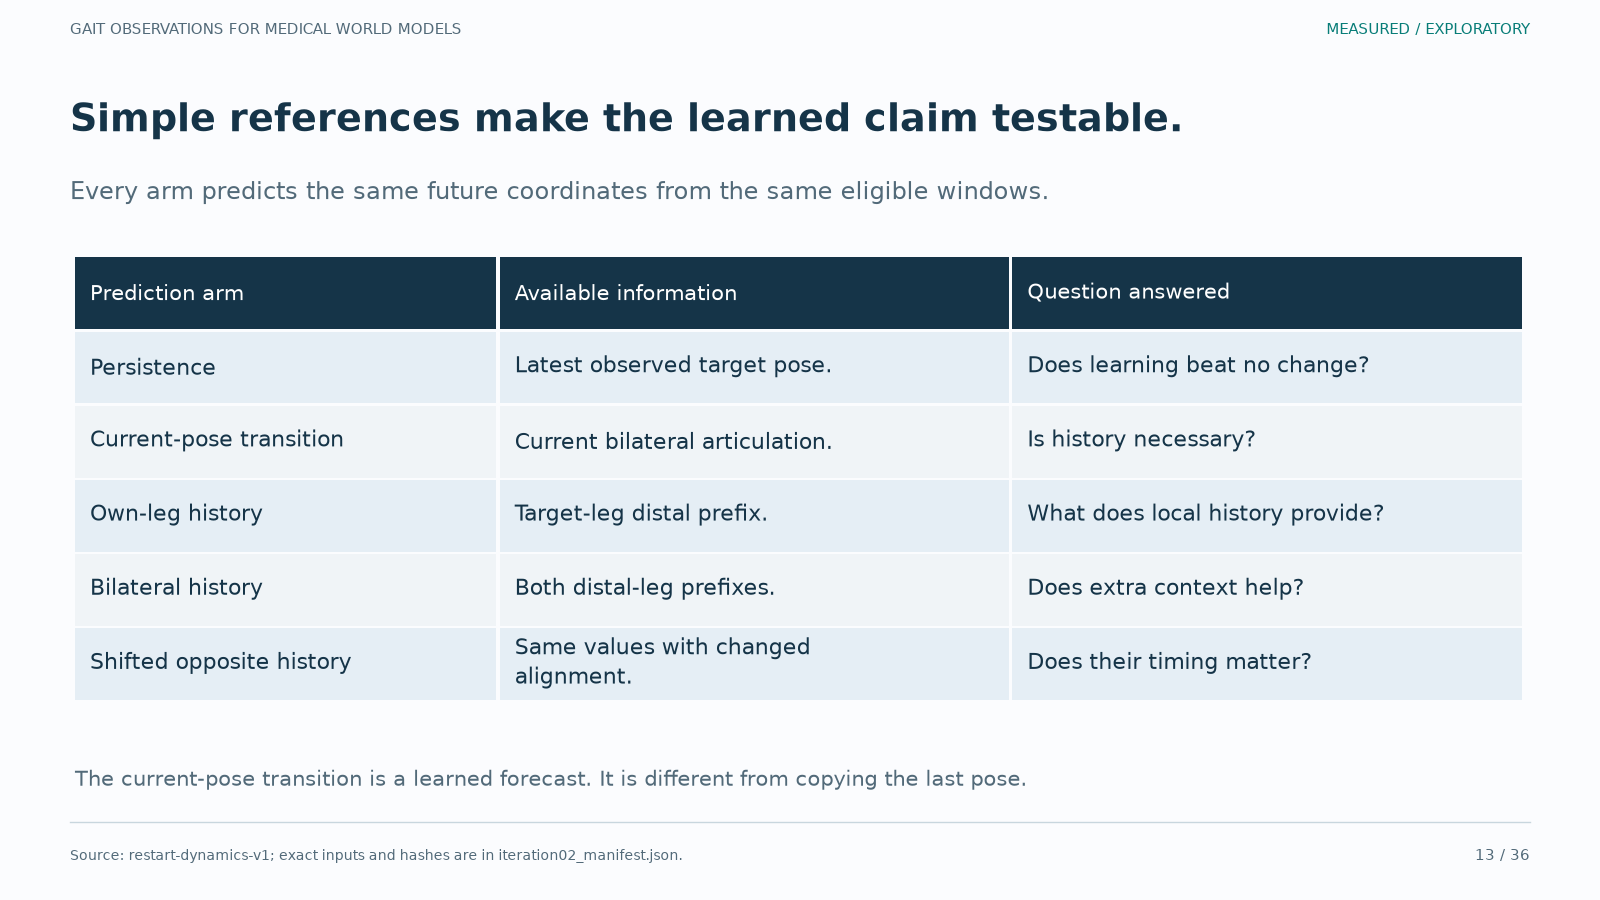 GAIT OBSERVATIONS FOR MEDICAL WORLD MODELS
MEASURED / EXPLORATORY
Simple references make the learned claim testable.
Every arm predicts the same future coordinates from the same eligible windows.
Prediction arm
Available information
Question answered
Persistence
Latest observed target pose.
Does learning beat no change?
Current-pose transition
Current bilateral articulation.
Is history necessary?
Own-leg history
Target-leg distal prefix.
What does local history provide?
Bilateral history
Both distal-leg prefixes.
Does extra context help?
Shifted opposite history
Same values with changed
alignment.
Does their timing matter?
The current-pose transition is a learned forecast. It is different from copying the last pose.
Source: restart-dynamics-v1; exact inputs and hashes are in iteration02_manifest.json.
13 / 36